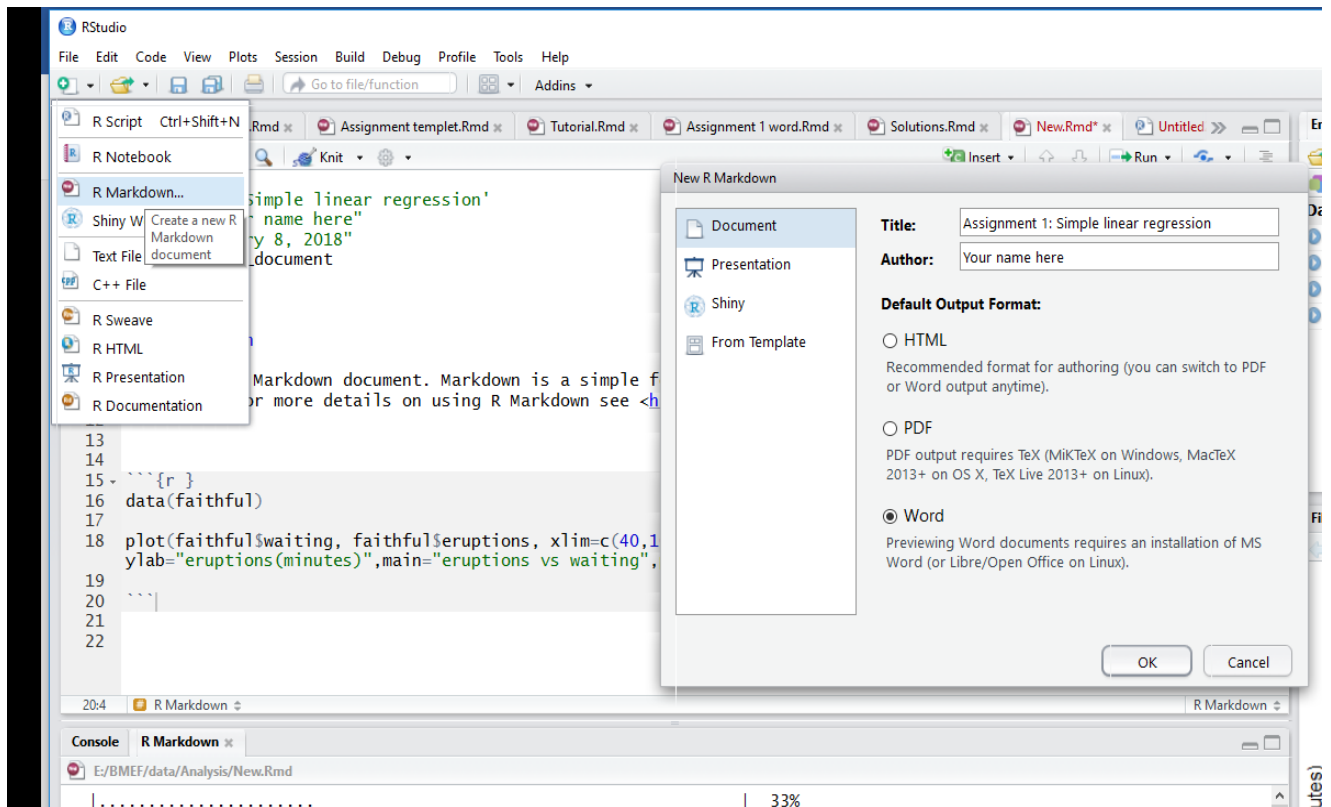 RStudio
File Edit Code View Plots Session Build Debug Profile Tools Help
Go to file/function Addins
R Script Ctrl+Shift+N
R Notebook
R Markdown...
Shiny W
Create a new R
Markdown
document
Text File
C++ File
R Sweave
R HTML
R Presentation
R Documentation
.Rmd Assignment templet.Rmd Tutorial.Rmd Assignment 1 word.Rmd Solutions.Rmd New.Rmd* Untitled
Knit Insert Run
Simple linear regression'
r name here"
y 8, 2018"
_document
Markdown document. Markdown is a simple f
or more details on using R Markdown see <h
13
14
15 ```{r }
16 data(faithful)
17
18 plot(faithful$waiting, faithful$eruptions, xlim=c(40,1
ylab="eruptions(minutes)",main="eruptions vs waiting",
19
20 ```
21
22
20:4 R Markdown R Markdown
New R Markdown
Document
Presentation
Shiny
From Template
Title: Assignment 1: Simple linear regression
Author: Your name here
Default Output Format:
HTML
Recommended format for authoring (you can switch to PDF
or Word output anytime).
PDF
PDF output requires TeX (MiKTeX on Windows, MacTeX
2013+ on OS X, TeX Live 2013+ on Linux).
Word
Previewing Word documents requires an installation of MS
Word (or Libre/Open Office on Linux).
OK Cancel
Console R Markdown
E:/BMEF/data/Analysis/New.Rmd
|...................... | 33%
utes)